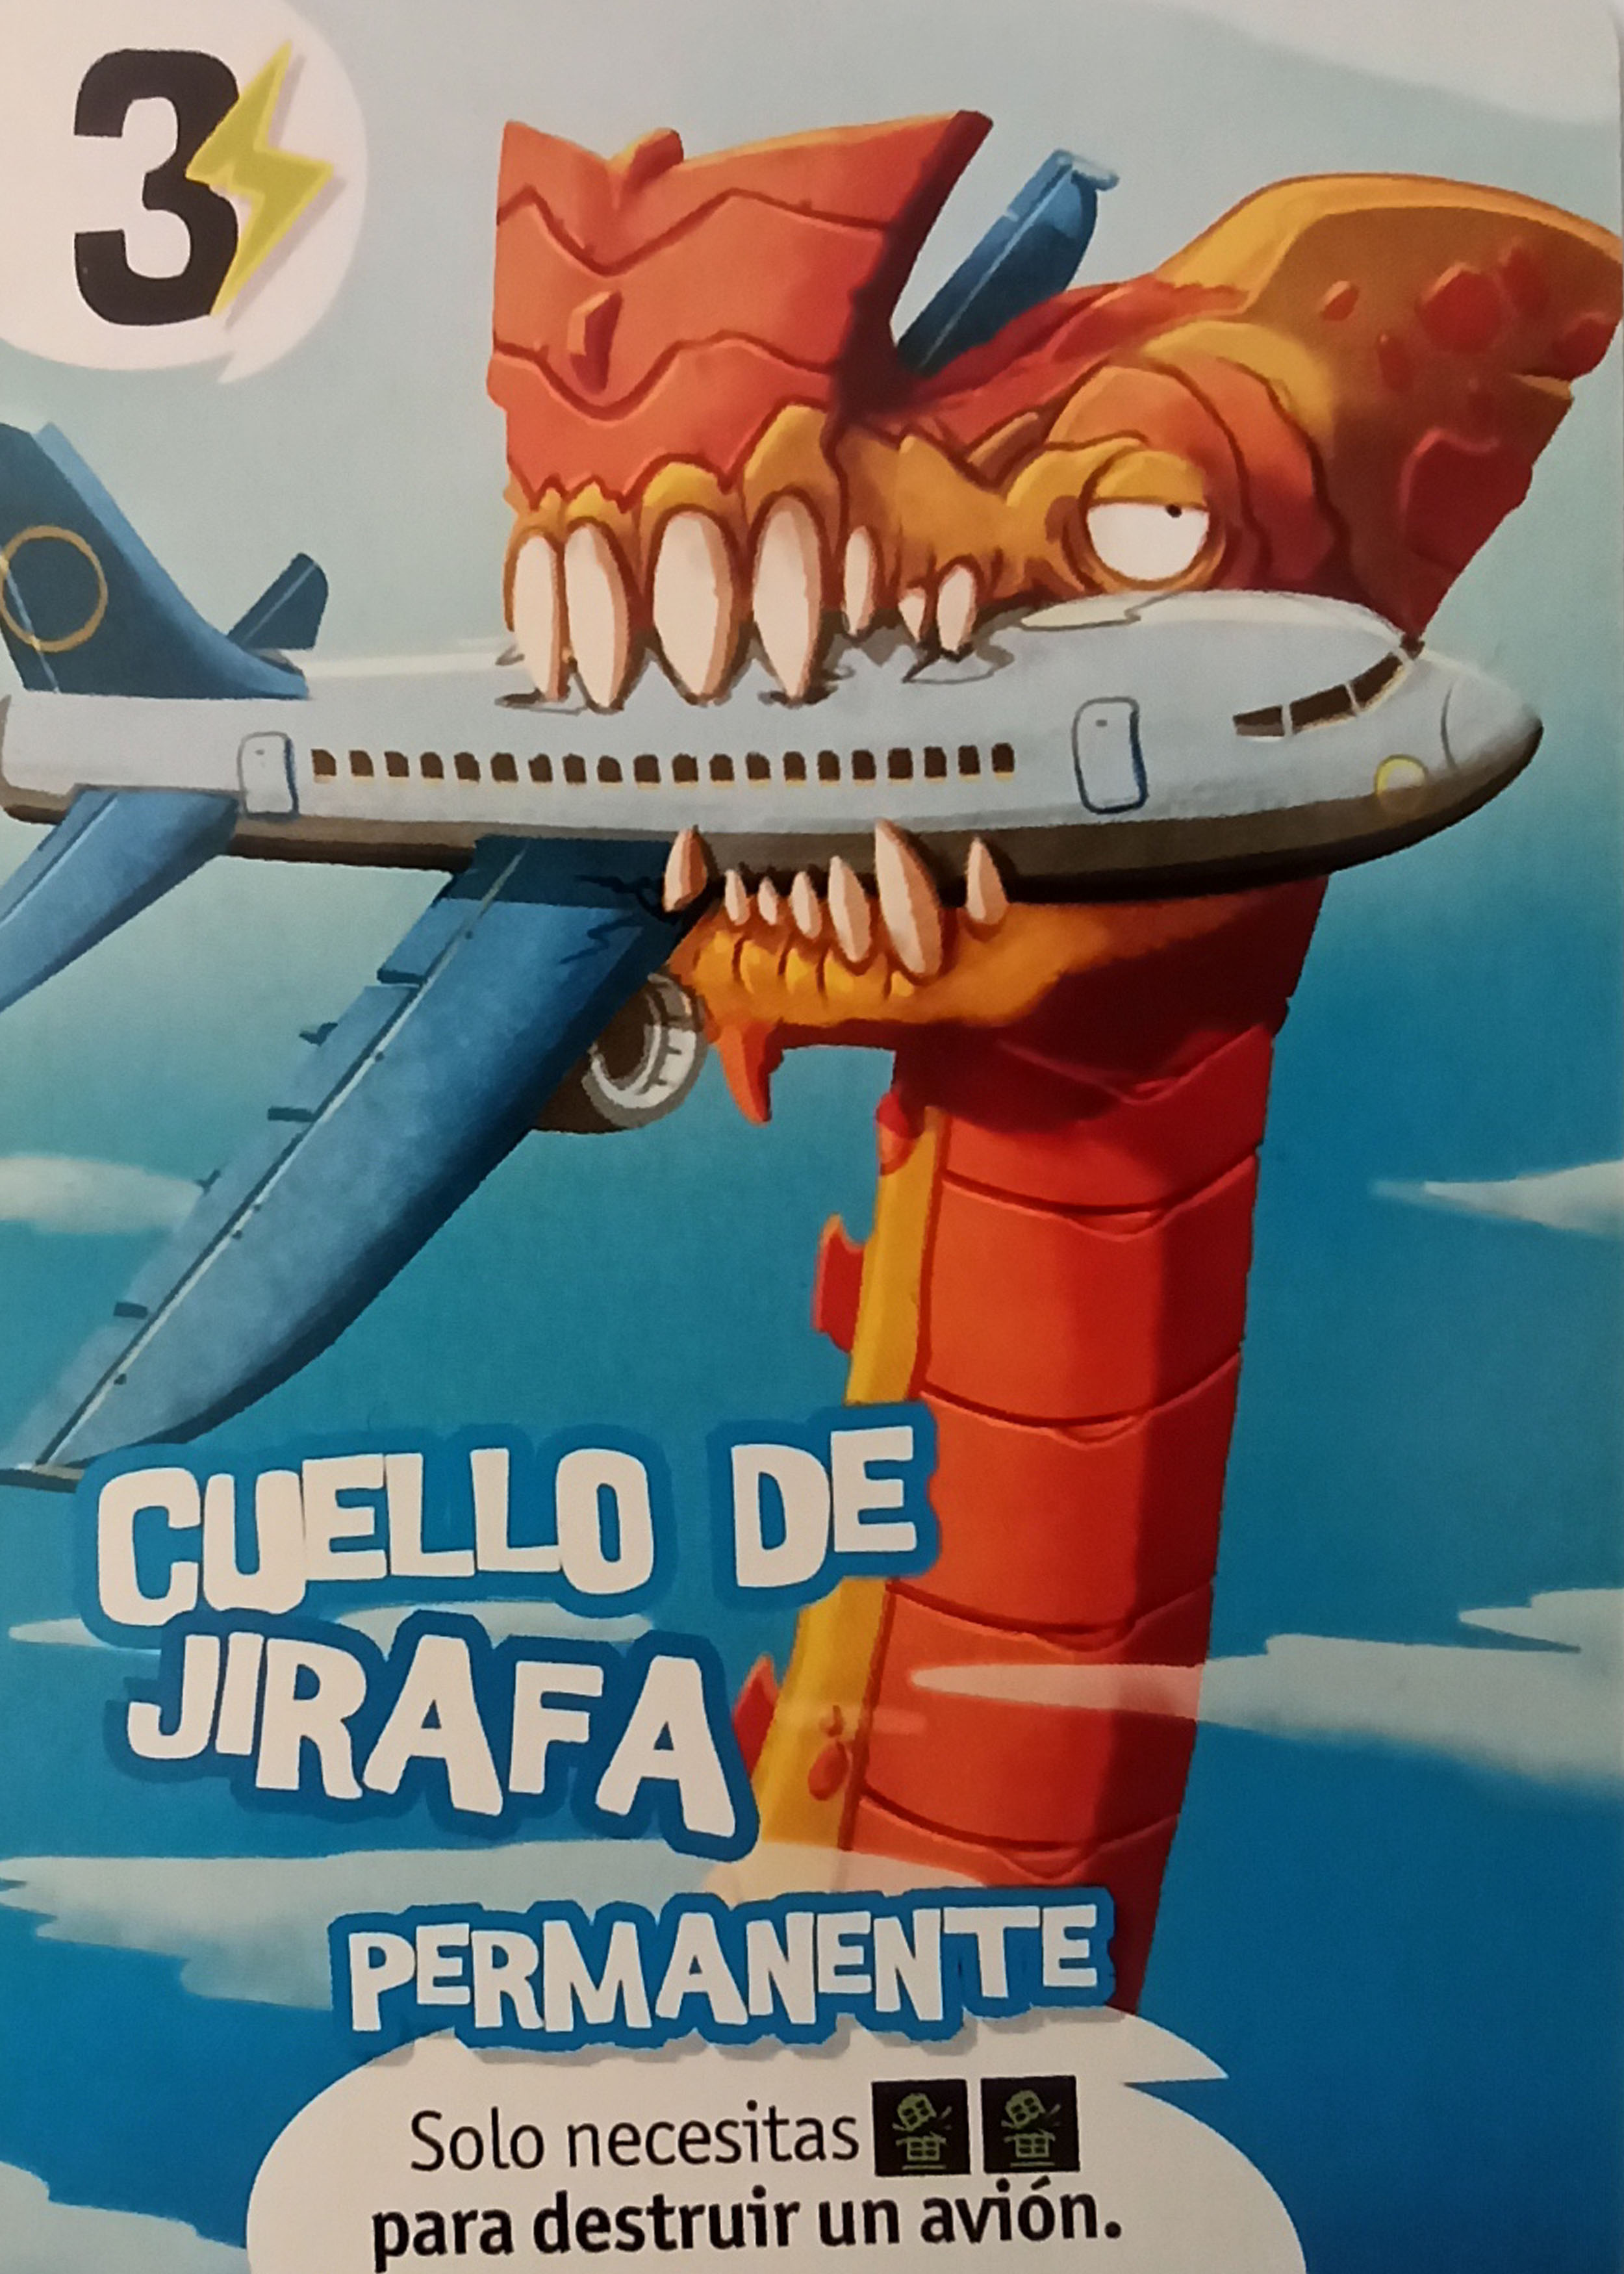 3
CUELLO DE
JIRAFA
PERMANENTE
Solo necesitas
para destruir un avión.